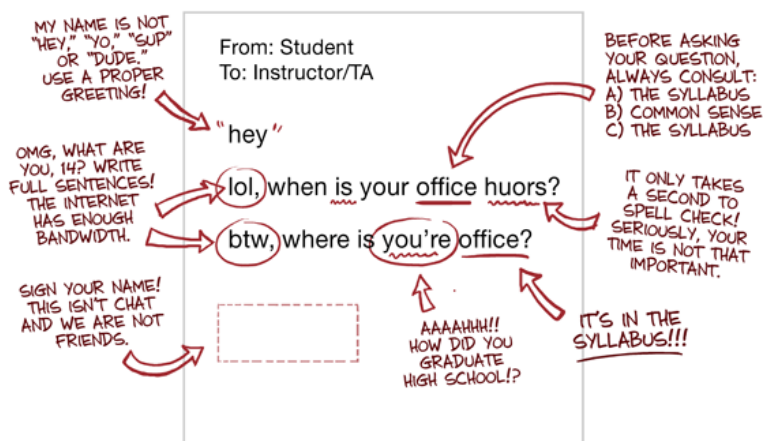 MY NAME IS NOT
"HEY," "YO," "SUP"
OR "DUDE."
USE A PROPER
GREETING!
From: Student
To: Instructor/TA
BEFORE ASKING
YOUR QUESTION,
ALWAYS CONSULT:
A) THE SYLLABUS
B) COMMON SENSE
C) THE SYLLABUS
"hey"
OMG, WHAT ARE
YOU, 14? WRITE
FULL SENTENCES!
THE INTERNET
HAS ENOUGH
BANDWIDTH.
lol, when is your office huors?
btw, where is you're office?
IT ONLY TAKES
A SECOND TO
SPELL CHECK!
SERIOUSLY, YOUR
TIME IS NOT THAT
IMPORTANT.
SIGN YOUR NAME!
THIS ISN'T CHAT
AND WE ARE NOT
FRIENDS.
AAAAHHH!!
HOW DID YOU
GRADUATE
HIGH SCHOOL!?
IT'S IN THE
SYLLABUS!!!